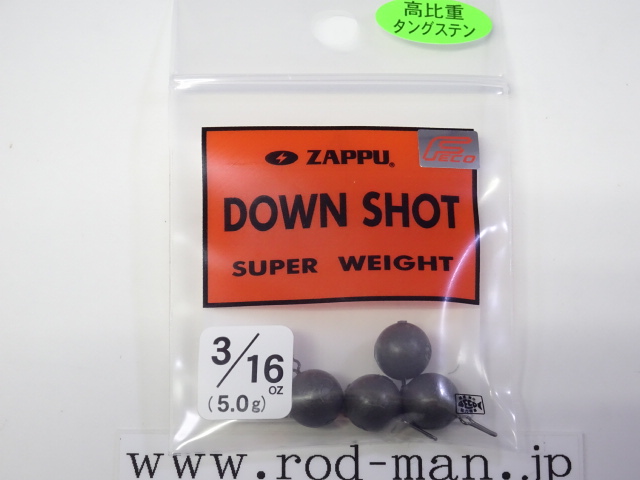 高比重
タングステン
ZAPPU®
FECO
DOWN SHOT
SUPER WEIGHT
3/16
oz
(5.0g)
www.rod-man.jp